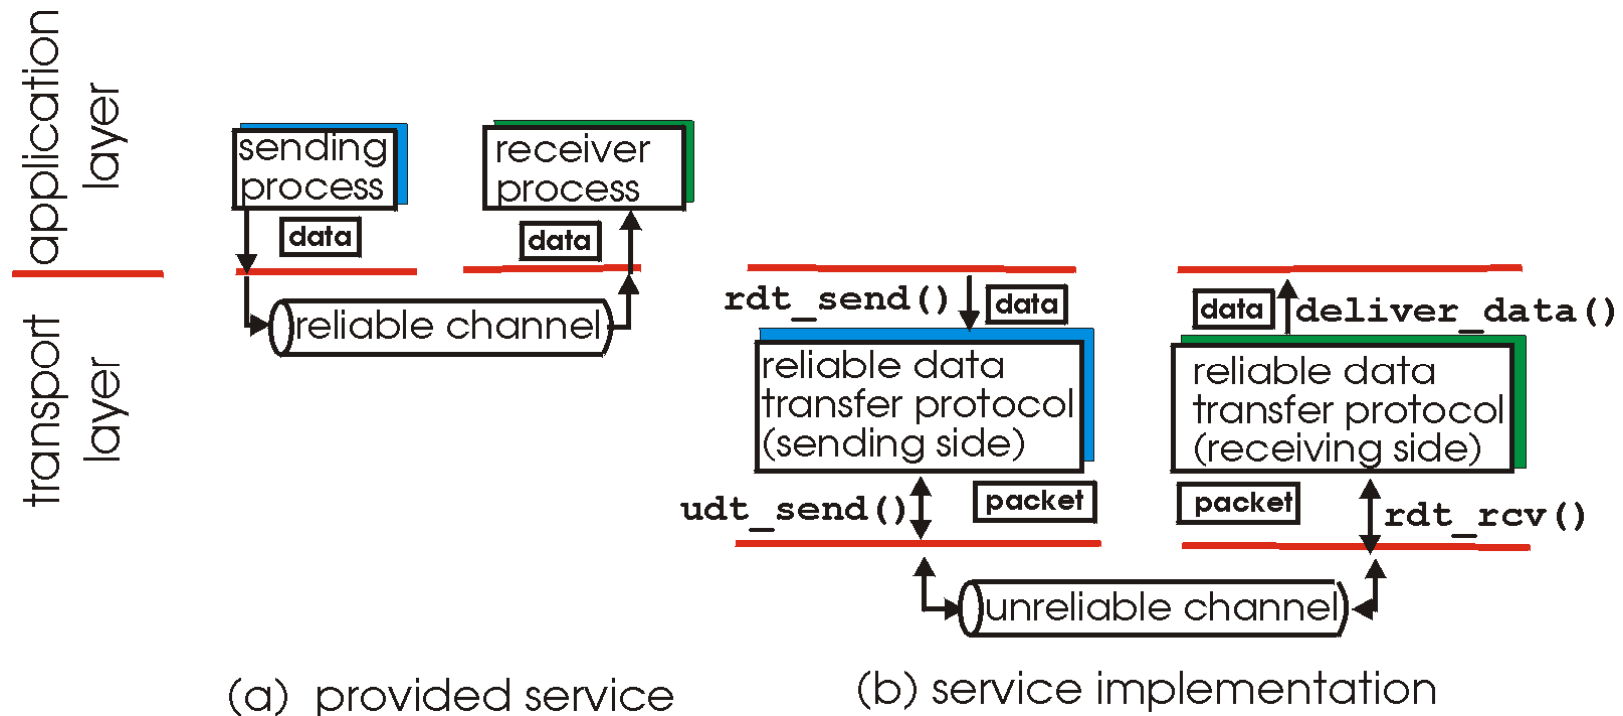 application
layer
transport
layer
sending
process
receiver
process
data
data
reliable channel
(a) provided service
rdt_send()
data
data
deliver_data()
reliable data
transfer protocol
(sending side)
reliable data
transfer protocol
(receiving side)
udt_send()
packet
packet
rdt_rcv()
unreliable channel
(b) service implementation